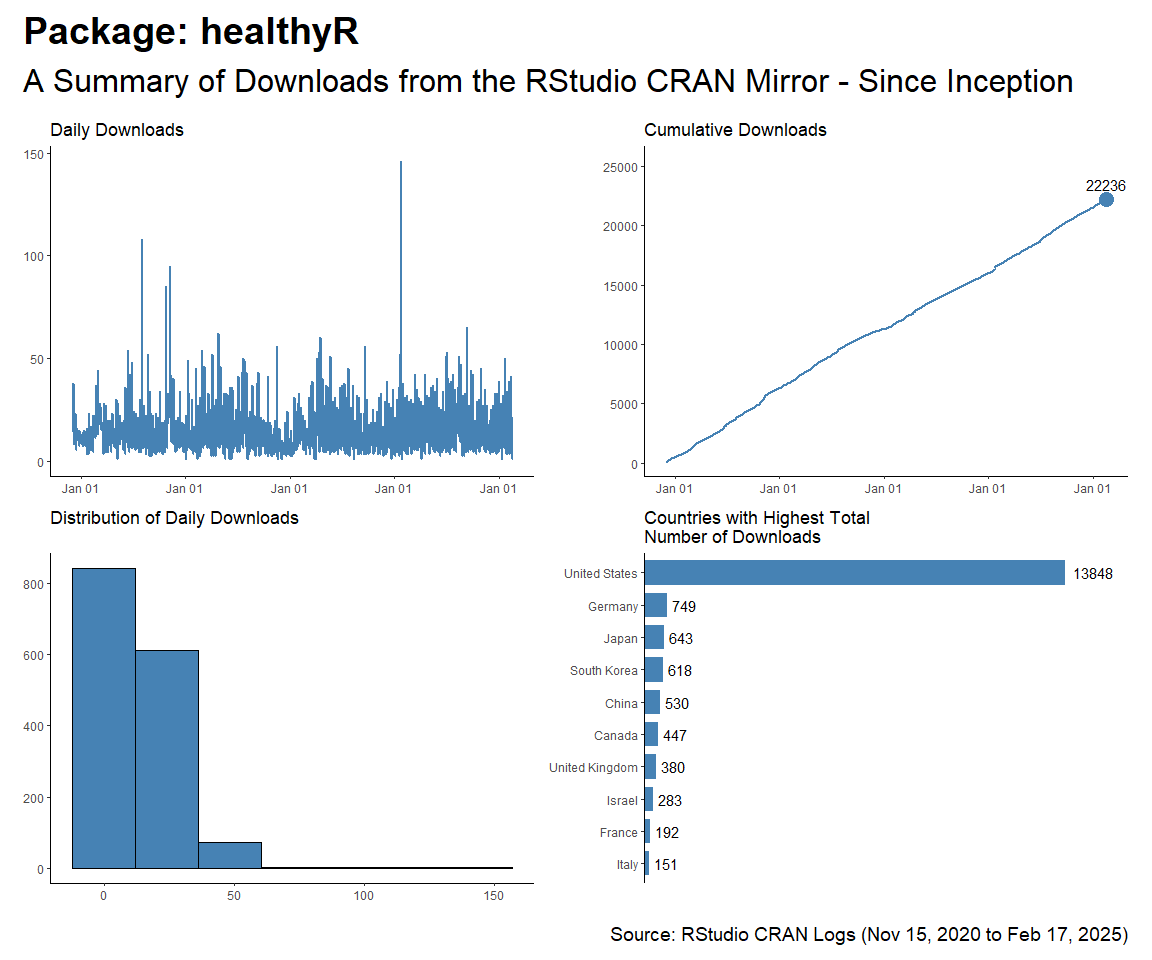 Package: healthyR
A Summary of Downloads from the RStudio CRAN Mirror - Since Inception
Daily Downloads
150
100
50
0
Jan 01 Jan 01 Jan 01 Jan 01 Jan 01
Cumulative Downloads
25000
20000
15000
10000
5000
0
22236
Jan 01 Jan 01 Jan 01 Jan 01 Jan 01
Distribution of Daily Downloads
800
600
400
200
0
0 50 100 150
Countries with Highest Total
Number of Downloads
United States 13848
Germany 749
Japan 643
South Korea 618
China 530
Canada 447
United Kingdom 380
Israel 283
France 192
Italy 151
Source: RStudio CRAN Logs (Nov 15, 2020 to Feb 17, 2025)